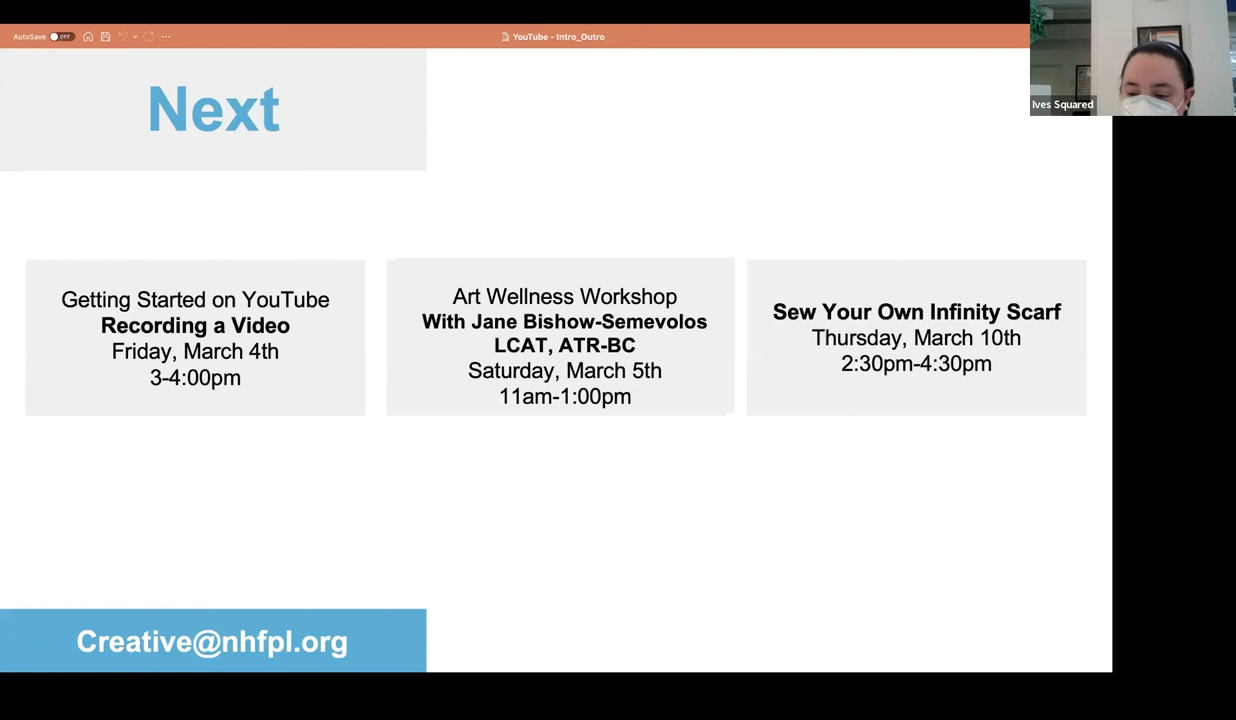 AutoSave OFF
YouTube - Intro_Outro
Ives Squared
Next
Getting Started on YouTube
Recording a Video
Friday, March 4th
3-4:00pm
Art Wellness Workshop
With Jane Bishow-Semevolos
LCAT, ATR-BC
Saturday, March 5th
11am-1:00pm
Sew Your Own Infinity Scarf
Thursday, March 10th
2:30pm-4:30pm
Creative@nhfpl.org